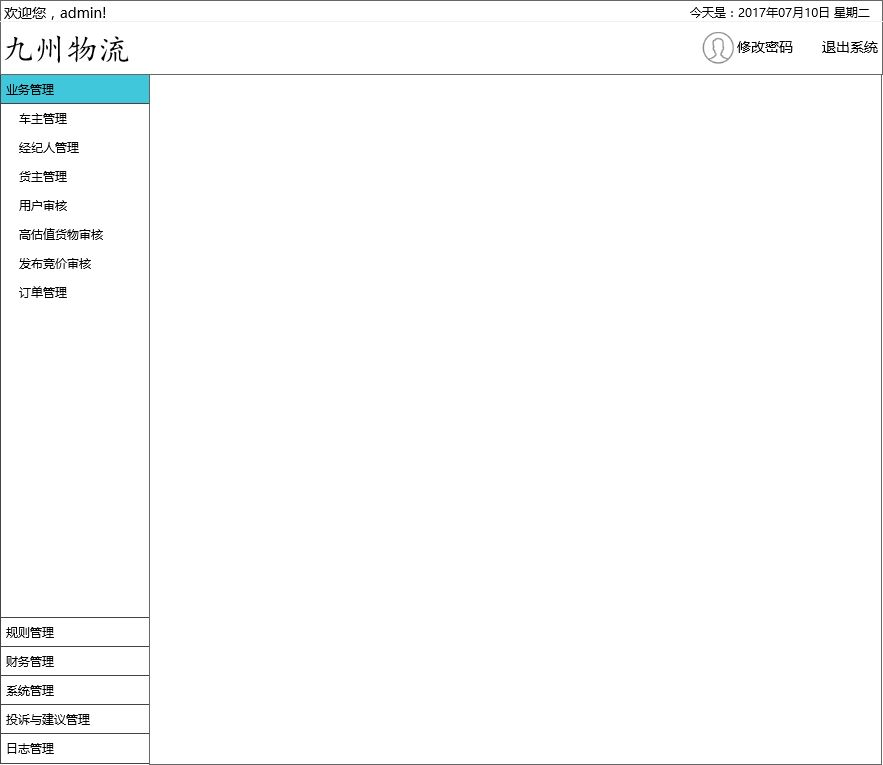 欢迎您，admin!
今天是：2017年07月10日 星期二
九州物流
修改密码 退出系统
业务管理
车主管理
经纪人管理
货主管理
用户审核
高估值货物审核
发布竞价审核
订单管理
规则管理
财务管理
系统管理
投诉与建议管理
日志管理